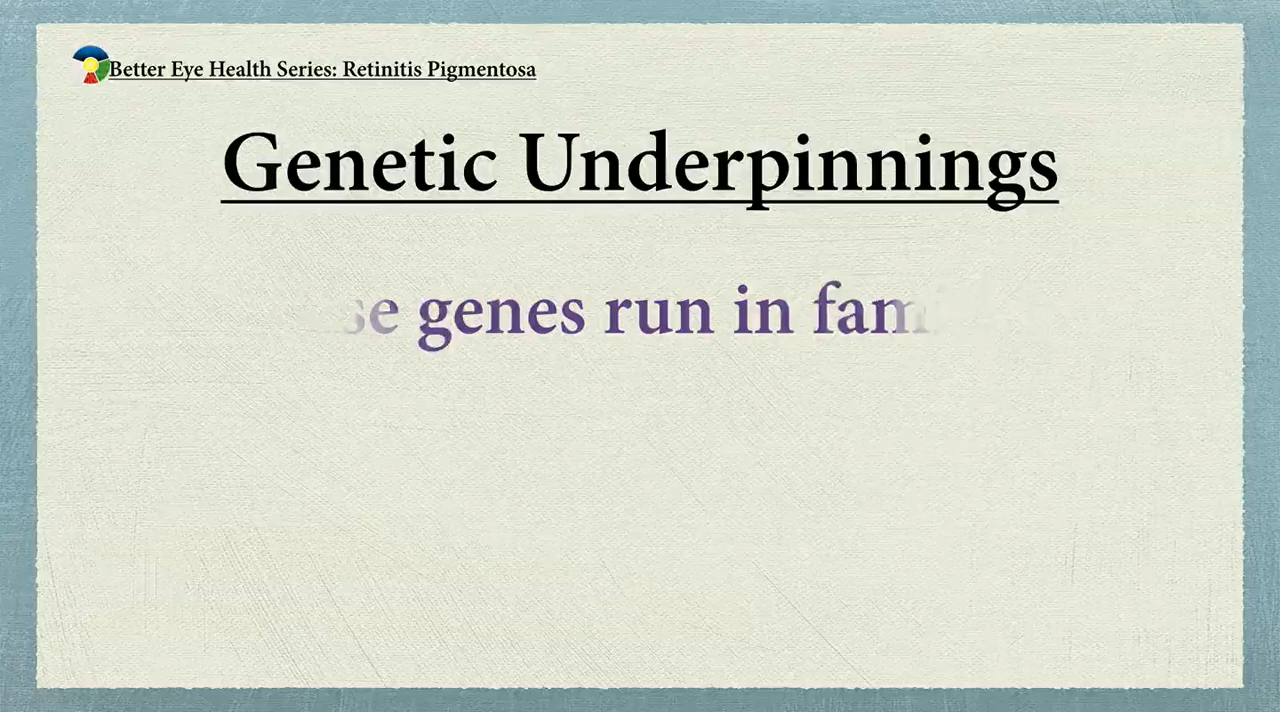 Better Eye Health Series: Retinitis Pigmentosa
Genetic Underpinnings
genes run in